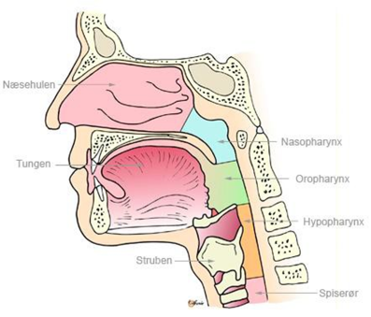 Næsehulen
Nasopharynx
Tungen
Oropharynx
Hypopharynx
Struben
Spiserør